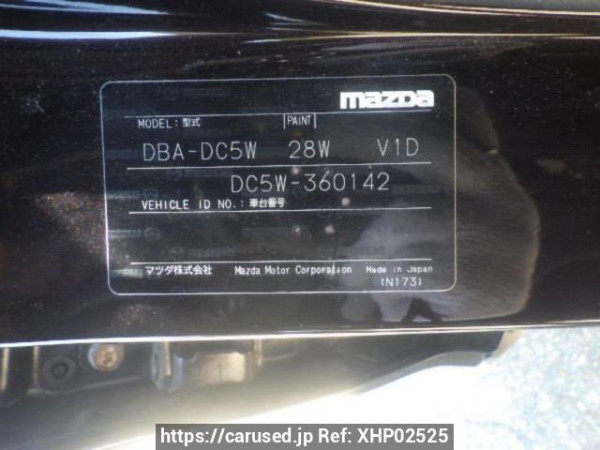 mazda
MODEL: 型式 PAINT
DBA-DC5W 28W V1D
DC5W-360142
VEHICLE ID NO.: 車台番号
マツダ株式会社 Mazda Motor Corporation Made in Japan
(N173)
https://carused.jp Ref: XHP02525